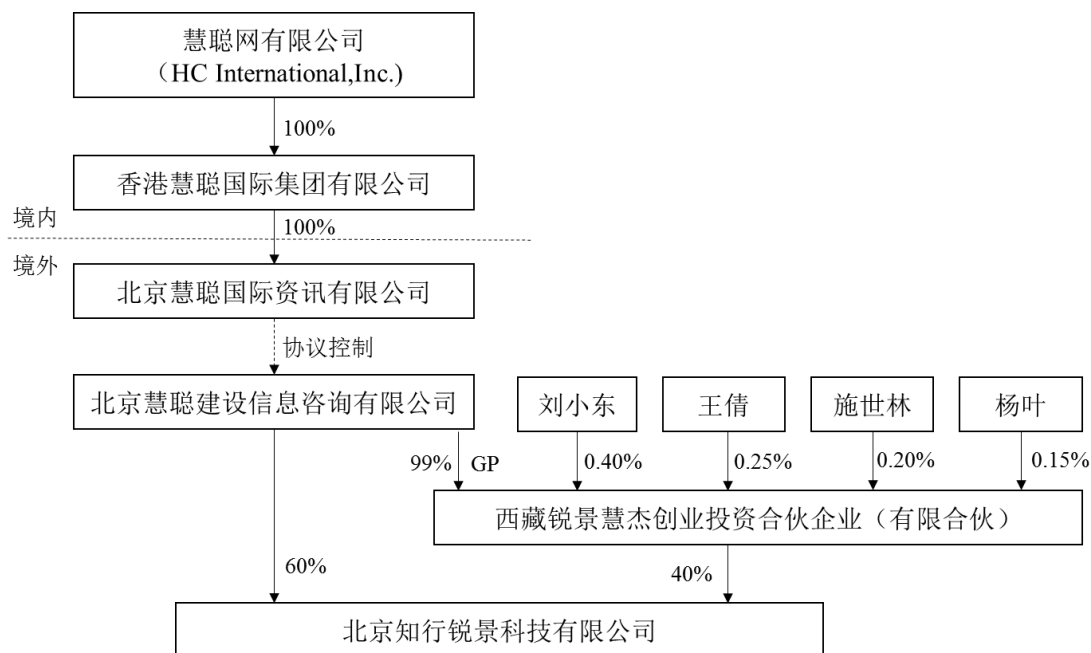 慧聪网有限公司
（HC International,Inc.)
100%
香港慧聪国际集团有限公司
境内
100%
境外
北京慧聪国际资讯有限公司
协议控制
北京慧聪建设信息咨询有限公司
刘小东
王倩
施世林
杨叶
99%
GP
0.40%
0.25%
0.20%
0.15%
西藏锐景慧杰创业投资合伙企业（有限合伙）
60%
40%
北京知行锐景科技有限公司